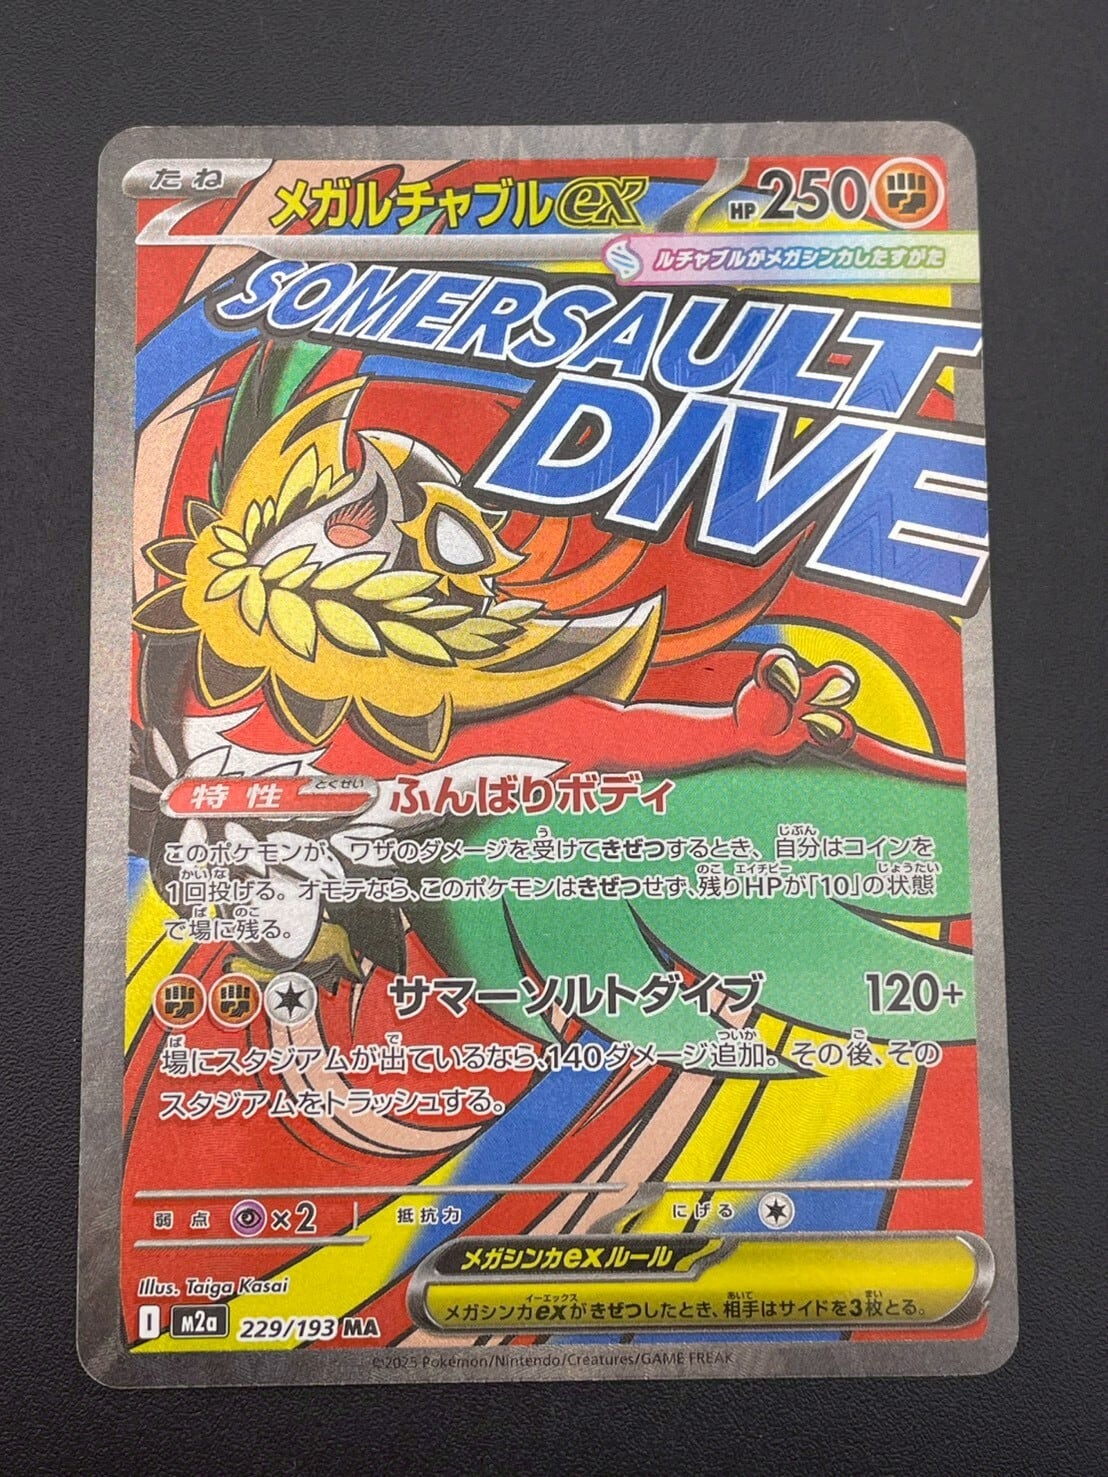 たね
メガルチャブルex
HP 250
ルチャブルがメガシンカしたすがた
SOMERSAULT
DIVE
特性 とくせい ふんばりボディ
このポケモンが、ワザのダメージを受けてきぜつするとき、自分はコインを
1回投げる。オモテなら、このポケモンはきぜつせず、残りHPが「10」の状態
で場に残る。
サマーソルトダイブ 120+
場にスタジアムが出ているなら、140ダメージ追加。その後、その
スタジアムをトラッシュする。
弱点 ×2 抵抗力 にげる
メガシンカexルール
メガシンカexがきぜつしたとき、相手はサイドを3枚とる。
Illus. Taiga Kasai
I m2a 229/193 MA
©2025 Pokémon/Nintendo/Creatures/GAME FREAK